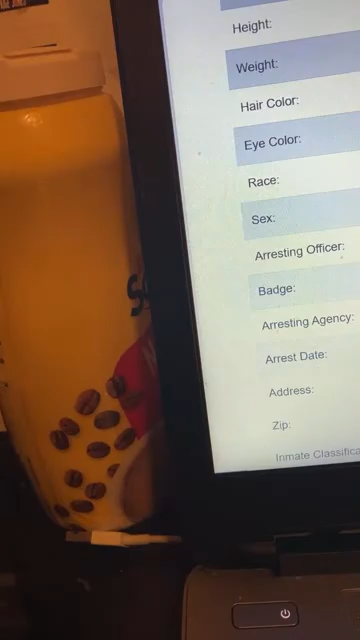 Height:
Weight:
Hair Color:
Eye Color:
Race:
Sex:
Arresting Officer:
Badge:
Arresting Agency:
Arrest Date:
Address:
Zip:
Inmate Classifica